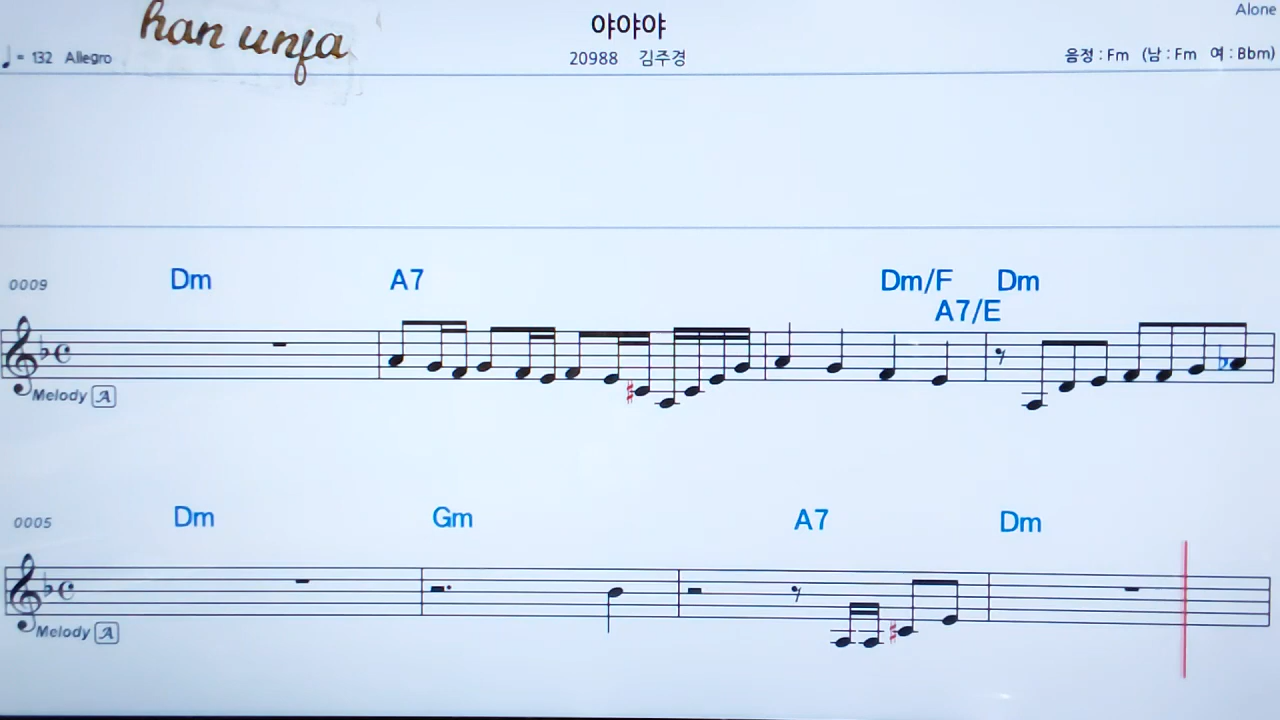 han unja
야야야
Alone
♩ = 132 Allegro
20988 김주경
음정 : Fm (남 : Fm 여 : Bbm)
Dm A7 Dm/F Dm
A7/E
0009
Melody A
Dm Gm A7 Dm
0005
Melody A